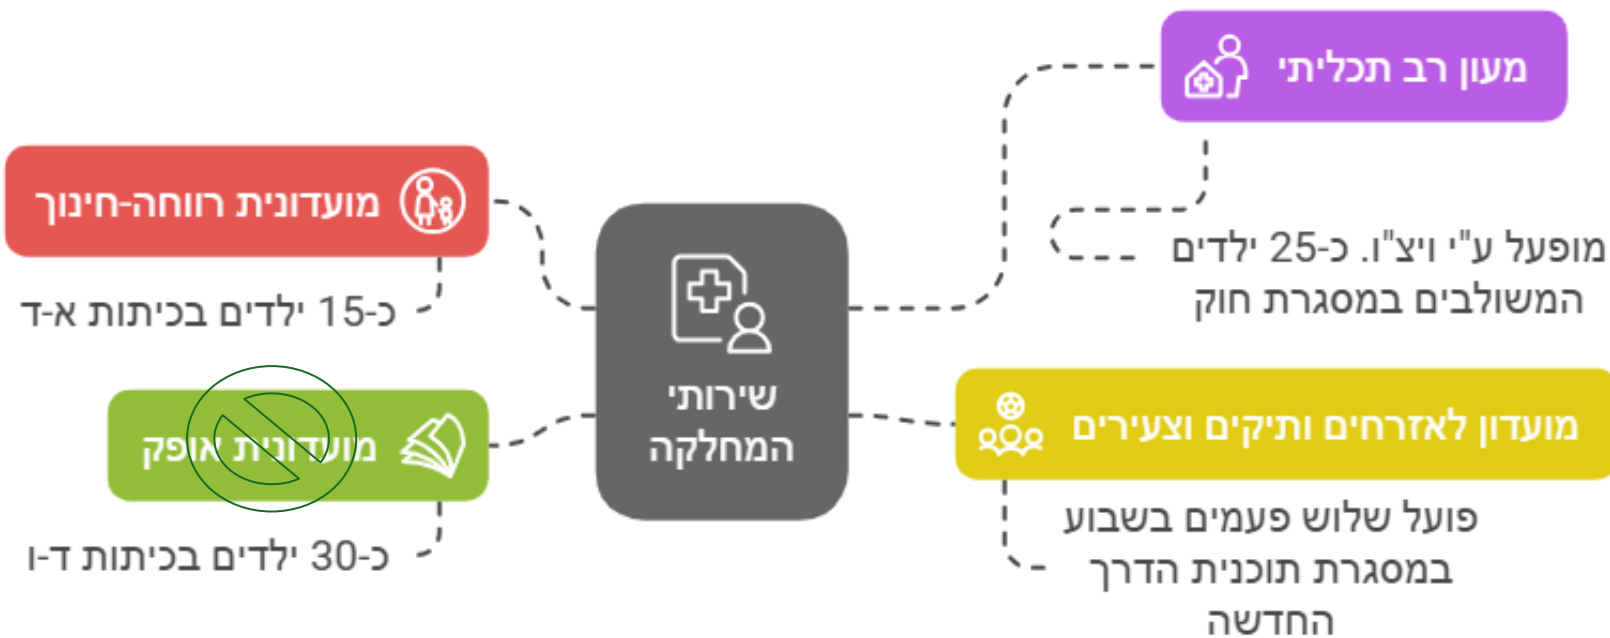 מעון רב תכליתי
מופעל ע"י ויצ"ו. כ-25 ילדים
המשולבים במסגרת חוק
מועדונית רווחה-חינוך
כ-15 ילדים בכיתות א-ד
שירותי
המחלקה
מועדון לאזרחים ותיקים וצעירים
פועל שלוש פעמים בשבוע
במסגרת תוכנית הדרך
החדשה
מועדונית אופק
כ-30 ילדים בכיתות ד-ו